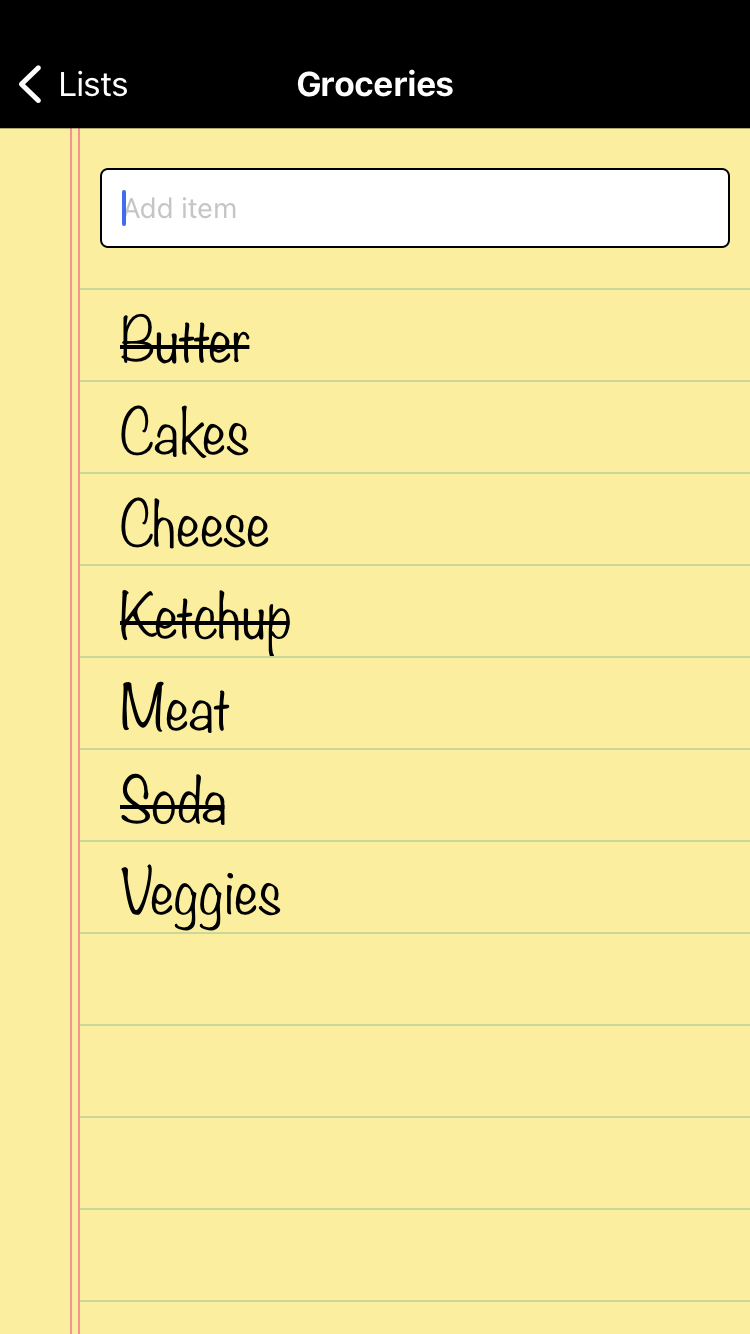 Lists
Groceries
Add item
Butter
Cakes
Cheese
Ketchup
Meat
Soda
Veggies